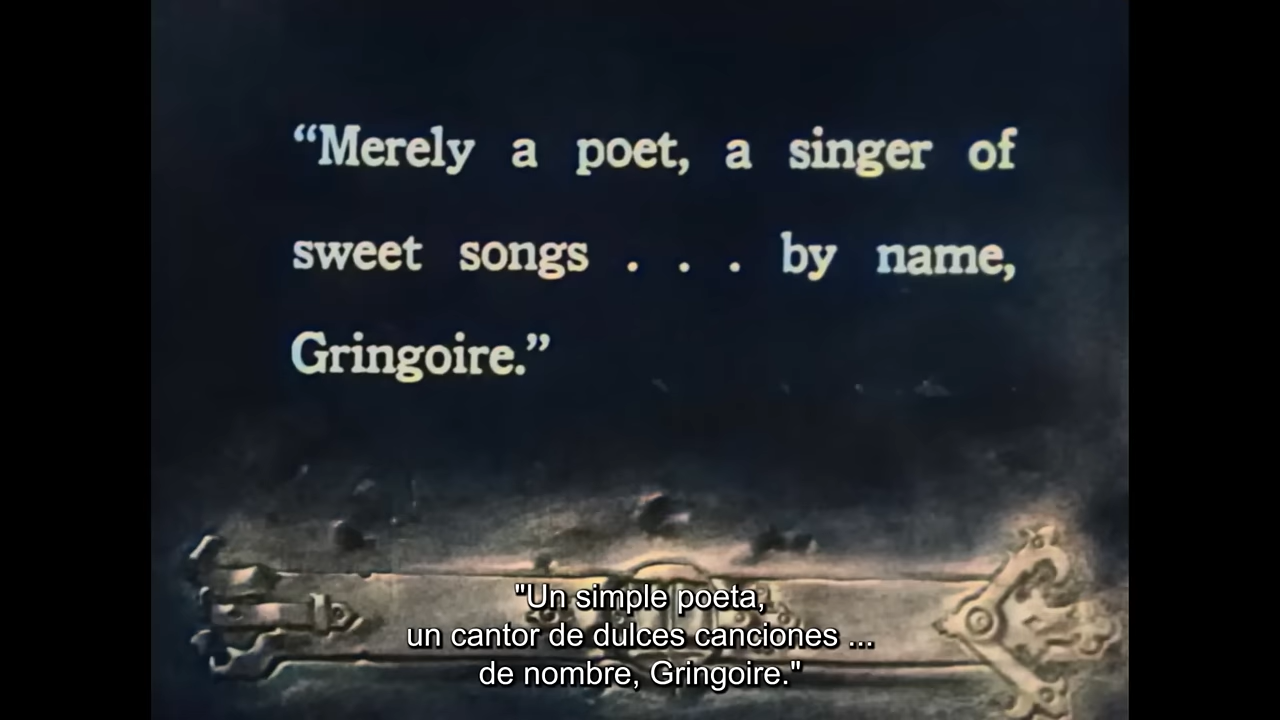 “Merely a poet, a singer of
sweet songs . . . by name,
Gringoire.”
"Un simple poeta,
un cantor de dulces canciones ...
de nombre, Gringoire."